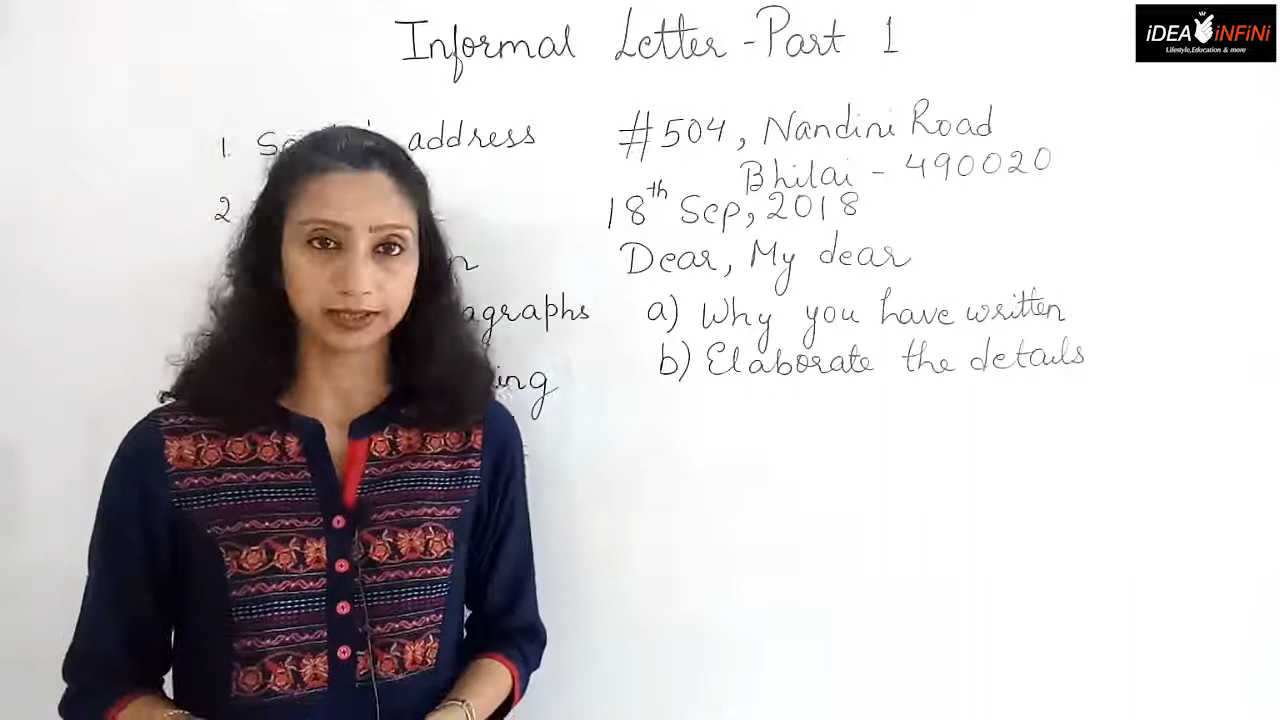 Informal Letter - Part 1
iDEA iNFiNi
Lifestyle,Education & more
1. address
#504, Nandini Road
Bhilai - 490020
2
18th Sep, 2018
Dear, My dear
a) Why you have written
b) Elaborate the details